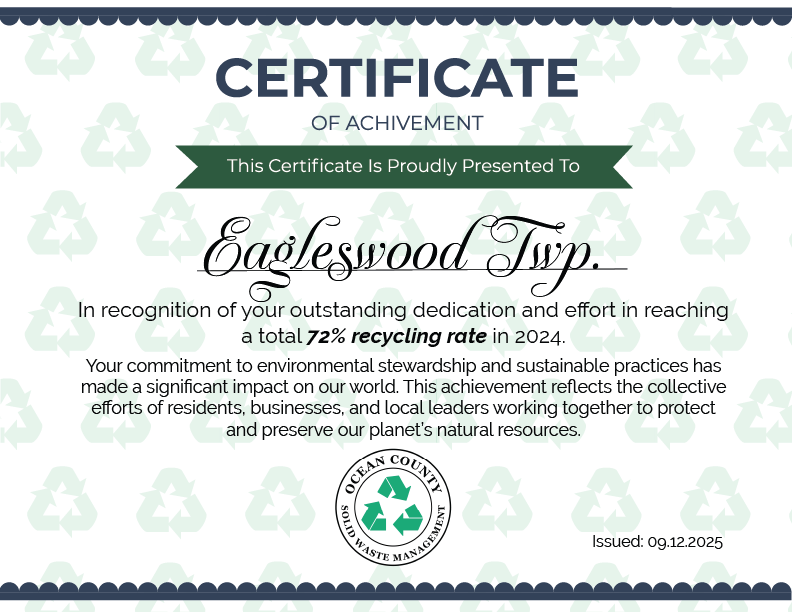 CERTIFICATE
OF ACHIVEMENT
This Certificate Is Proudly Presented To
Eagleswood Twp.
In recognition of your outstanding dedication and effort in reaching
a total 72% recycling rate in 2024.
Your commitment to environmental stewardship and sustainable practices has
made a significant impact on our world. This achievement reflects the collective
efforts of residents, businesses, and local leaders working together to protect
and preserve our planet's natural resources.
OCEAN COUNTY
SOLID WASTE MANAGEMENT
Issued: 09.12.2025